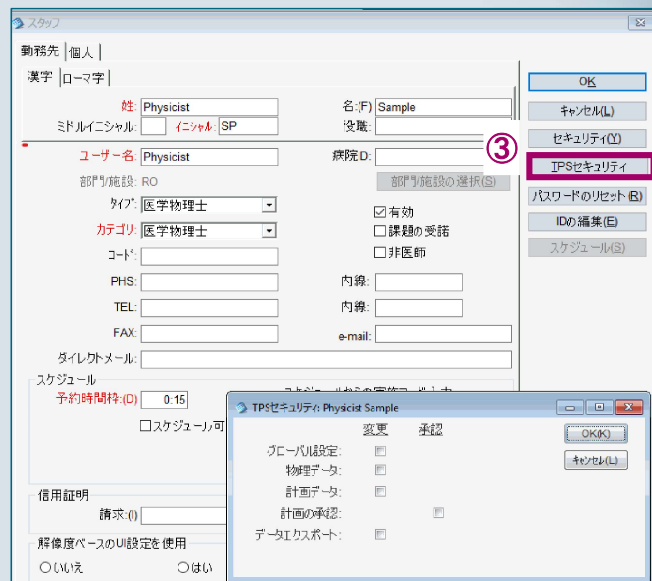 スタッフ
勤務先 個人
漢字 ローマ字
姓: Physicist 名:(F) Sample
ミドルイニシャル: イニシャル: SP 役職:
ユーザー名: Physicist 病院ID:
部門/施設: RO 部門/施設の選択(S)
タイプ: 医学物理士 有効
カテゴリ: 医学物理士 課題の受諾
コード: 非医師
PHS: 内線:
TEL: 内線:
FAX: e-mail:
ダイレクトメール:
スケジュール
予約時間枠:(D) 0:15
スケジュール可
信用証明
請求:(I)
解像度ベースのUI設定を使用
いいえ はい
OK
キャンセル(L)
セキュリティ(Y)
③
TPSセキュリティ
パスワードのリセット(R)
IDの編集(E)
スケジュール(S)
TPSセキュリティ: Physicist Sample
変更 承認
グローバル設定:
物理データ:
計画データ:
計画の承認:
データエクスポート:
OK(K)
キャンセル(L)